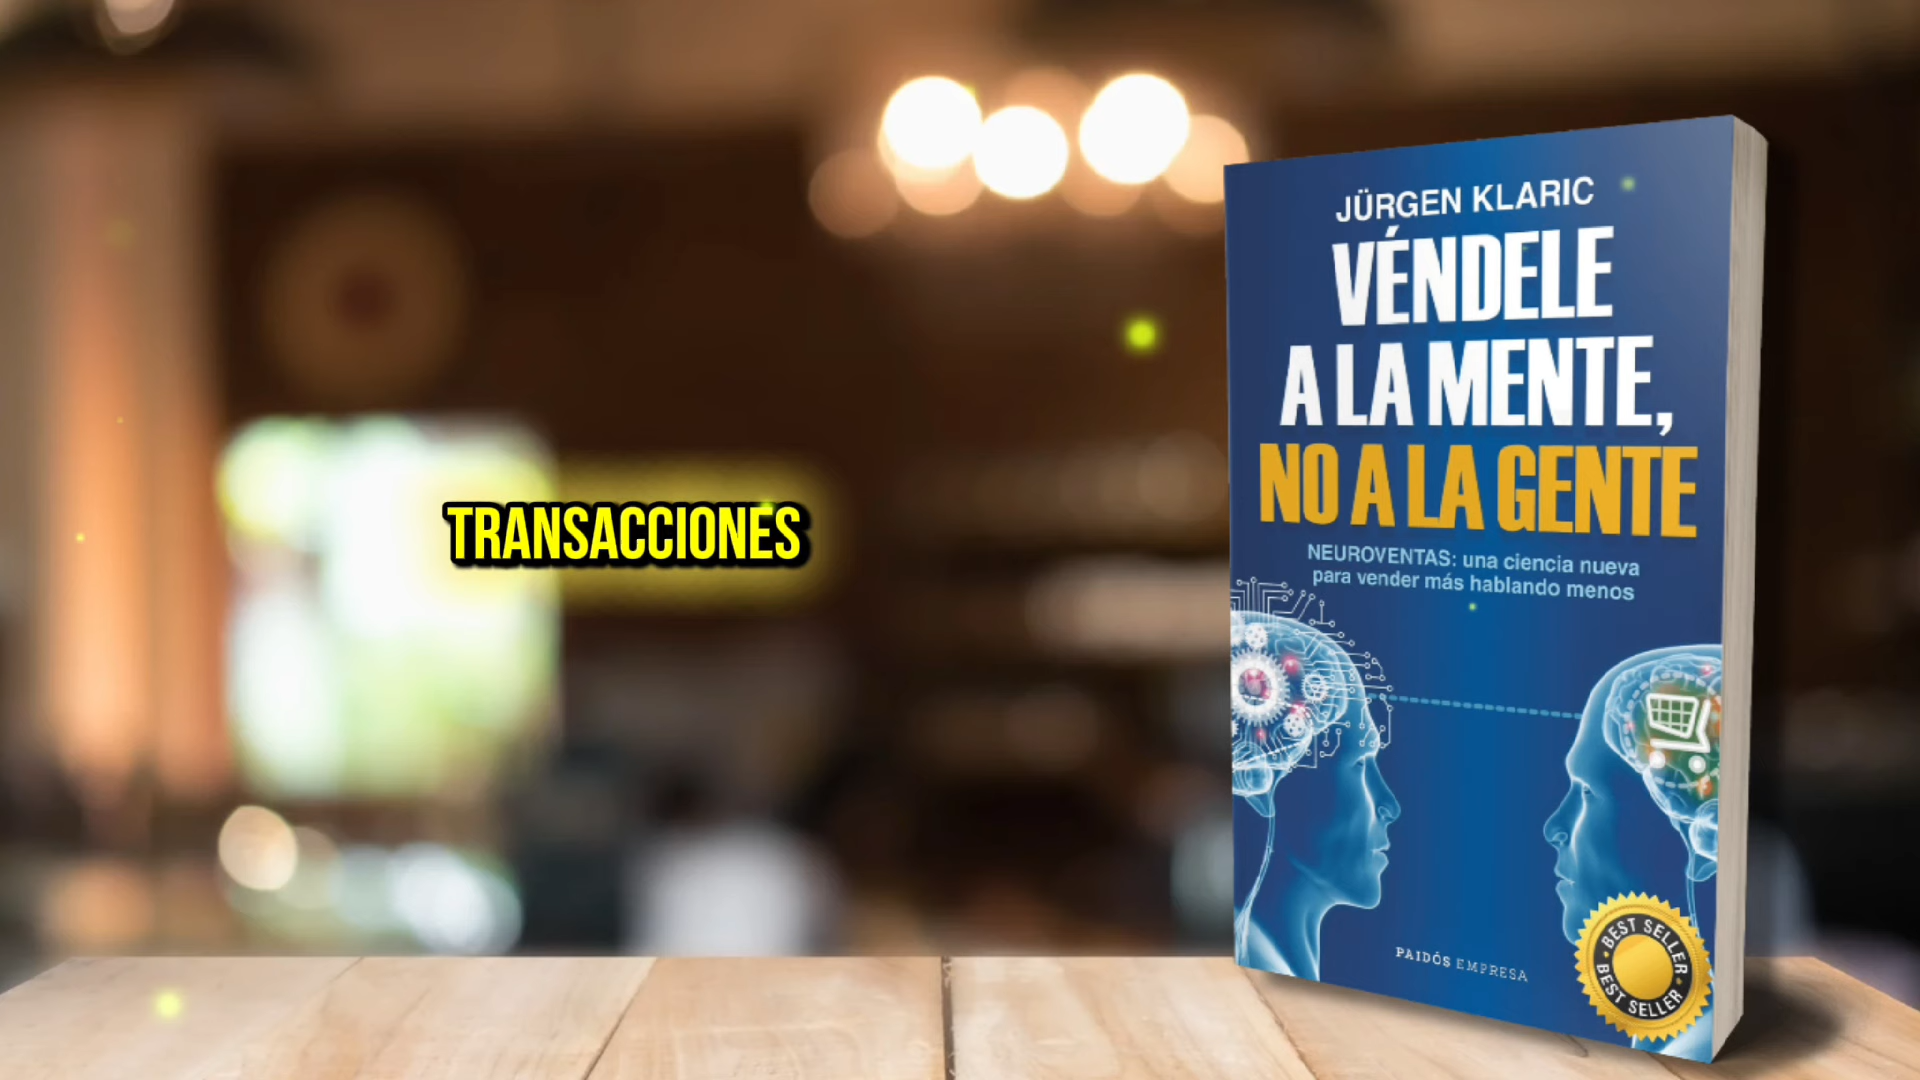 TRANSACCIONES
JÜRGEN KLARIC
VÉNDELE
A LA MENTE,
NO A LA GENTE
NEUROVENTAS: una ciencia nueva
para vender más hablando menos
PAIDÓS EMPRESA
BEST SELLER
BEST SELLER